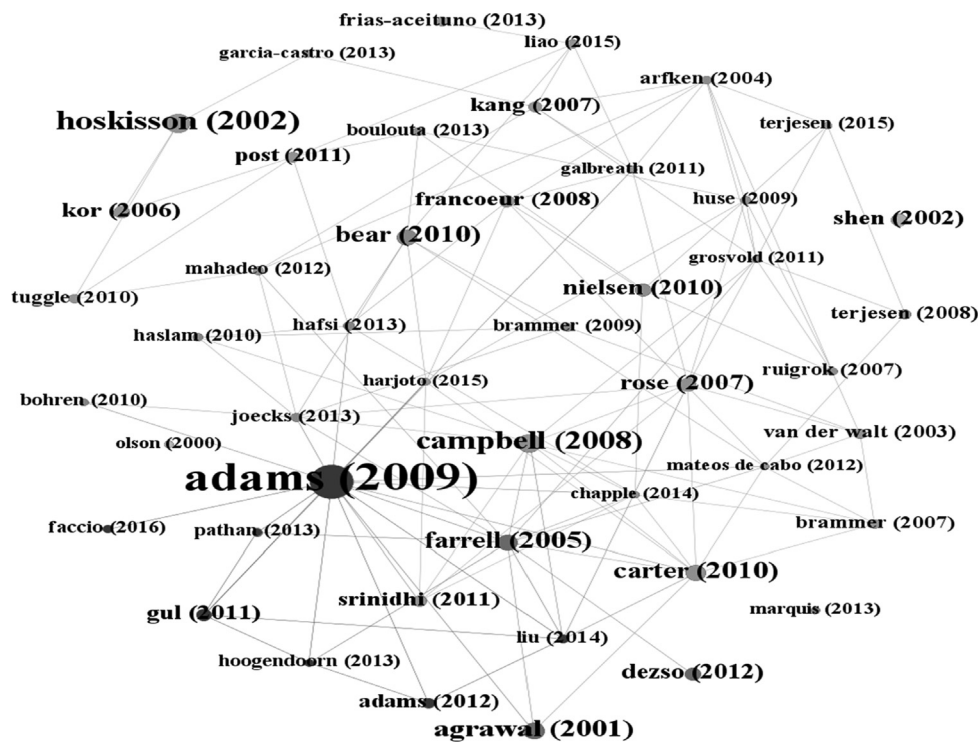 frias-aceituno (2013)
liao (2015)
garcia-castro (2013)
arfken (2004)
kang (2007)
hoskisson (2002)
boulouta (2013)
terjesen (2015)
post (2011)
galbreath (2011)
francoeur (2008)
huse (2009)
kor (2006)
shen (2002)
bear (2010)
grosvold (2011)
mahadeo (2012)
nielsen (2010)
tuggle (2010)
terjesen (2008)
hafsi (2013)
brammer (2009)
haslam (2010)
ruigrok (2007)
harjoto (2015)
rose (2007)
bohren (2010)
joecks (2013)
van der walt (2003)
olson (2000)
campbell (2008)
mateos de cabo (2012)
adams (2009)
chapple (2014)
faccio (2016)
pathan (2013)
brammer (2007)
farrell (2005)
carter (2010)
srinidhi (2011)
marquis (2013)
gul (2011)
liu (2014)
hoogendoorn (2013)
dezso (2012)
adams (2012)
agrawal (2001)